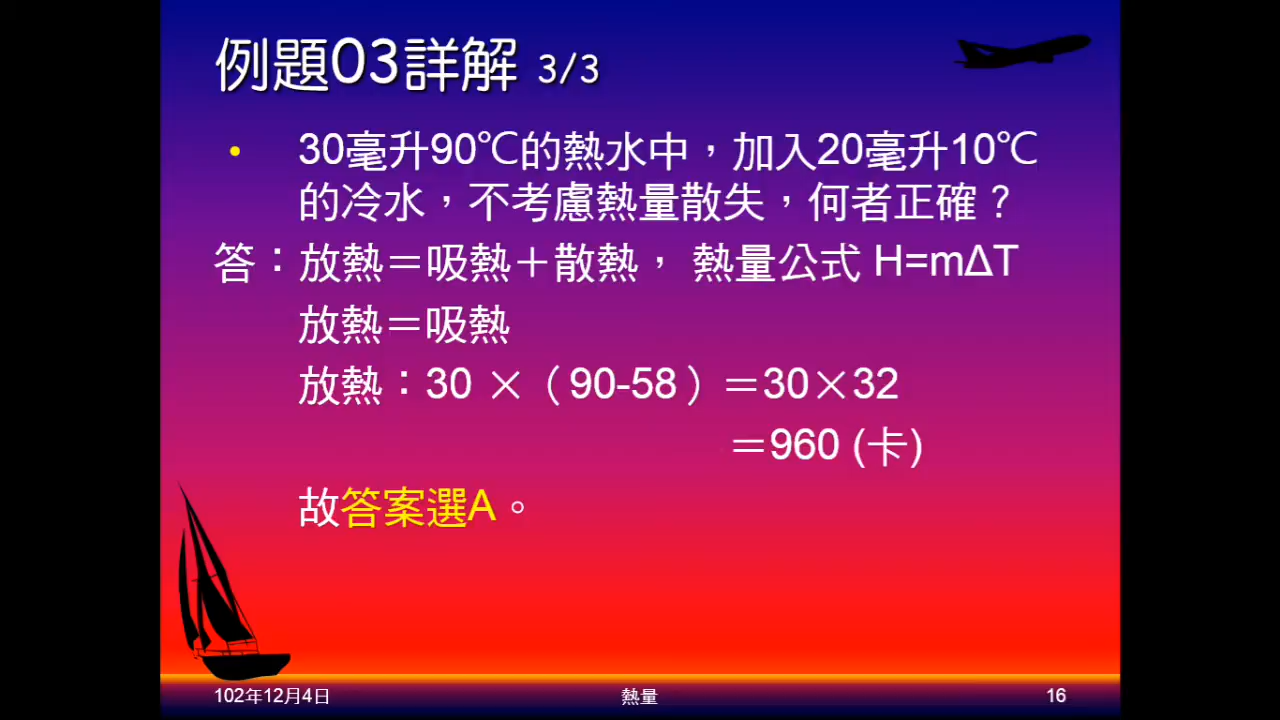 例題03詳解 3/3
• 30毫升90℃的熱水中，加入20毫升10℃
的冷水，不考慮熱量散失，何者正確？
答：放熱＝吸熱＋散熱， 熱量公式 H=mΔT
放熱＝吸熱
放熱：30 ×（90-58）＝30×32
＝960 (卡)
故答案選A。
102年12月4日
熱量
16